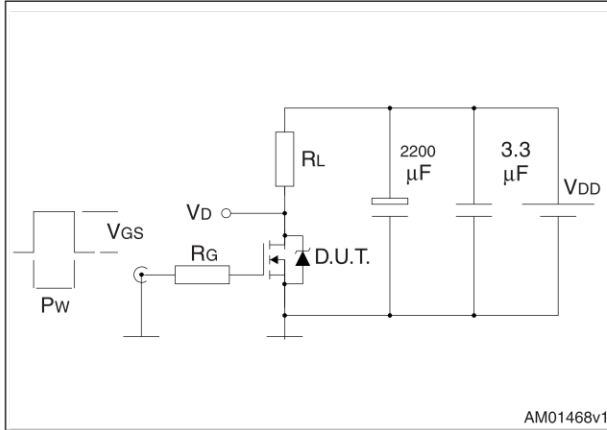 RL
2200
µF
3.3
µF
VDD
VD
VGS
RG
D.U.T.
PW
AM01468v1